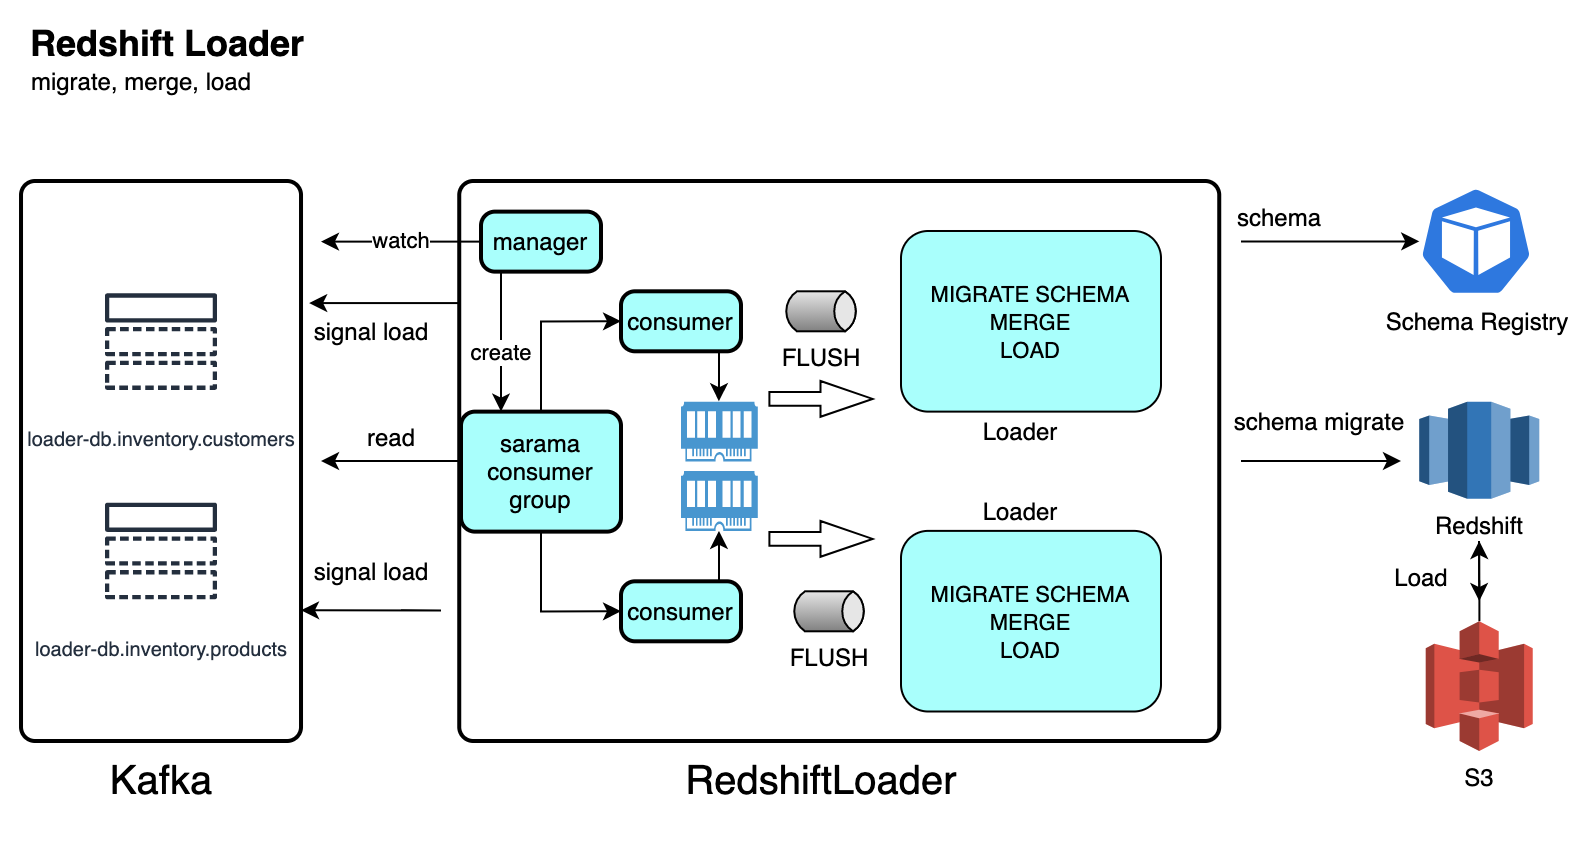 Redshift Loader
migrate, merge, load
watch
manager
schema
signal load
consumer
create
FLUSH
MIGRATE SCHEMA
MERGE
LOAD
Loader
Schema Registry
loader-db.inventory.customers
read
sarama
consumer
group
schema migrate
Redshift
Load
loader-db.inventory.products
signal load
consumer
FLUSH
Loader
MIGRATE SCHEMA
MERGE
LOAD
S3
Kafka
RedshiftLoader